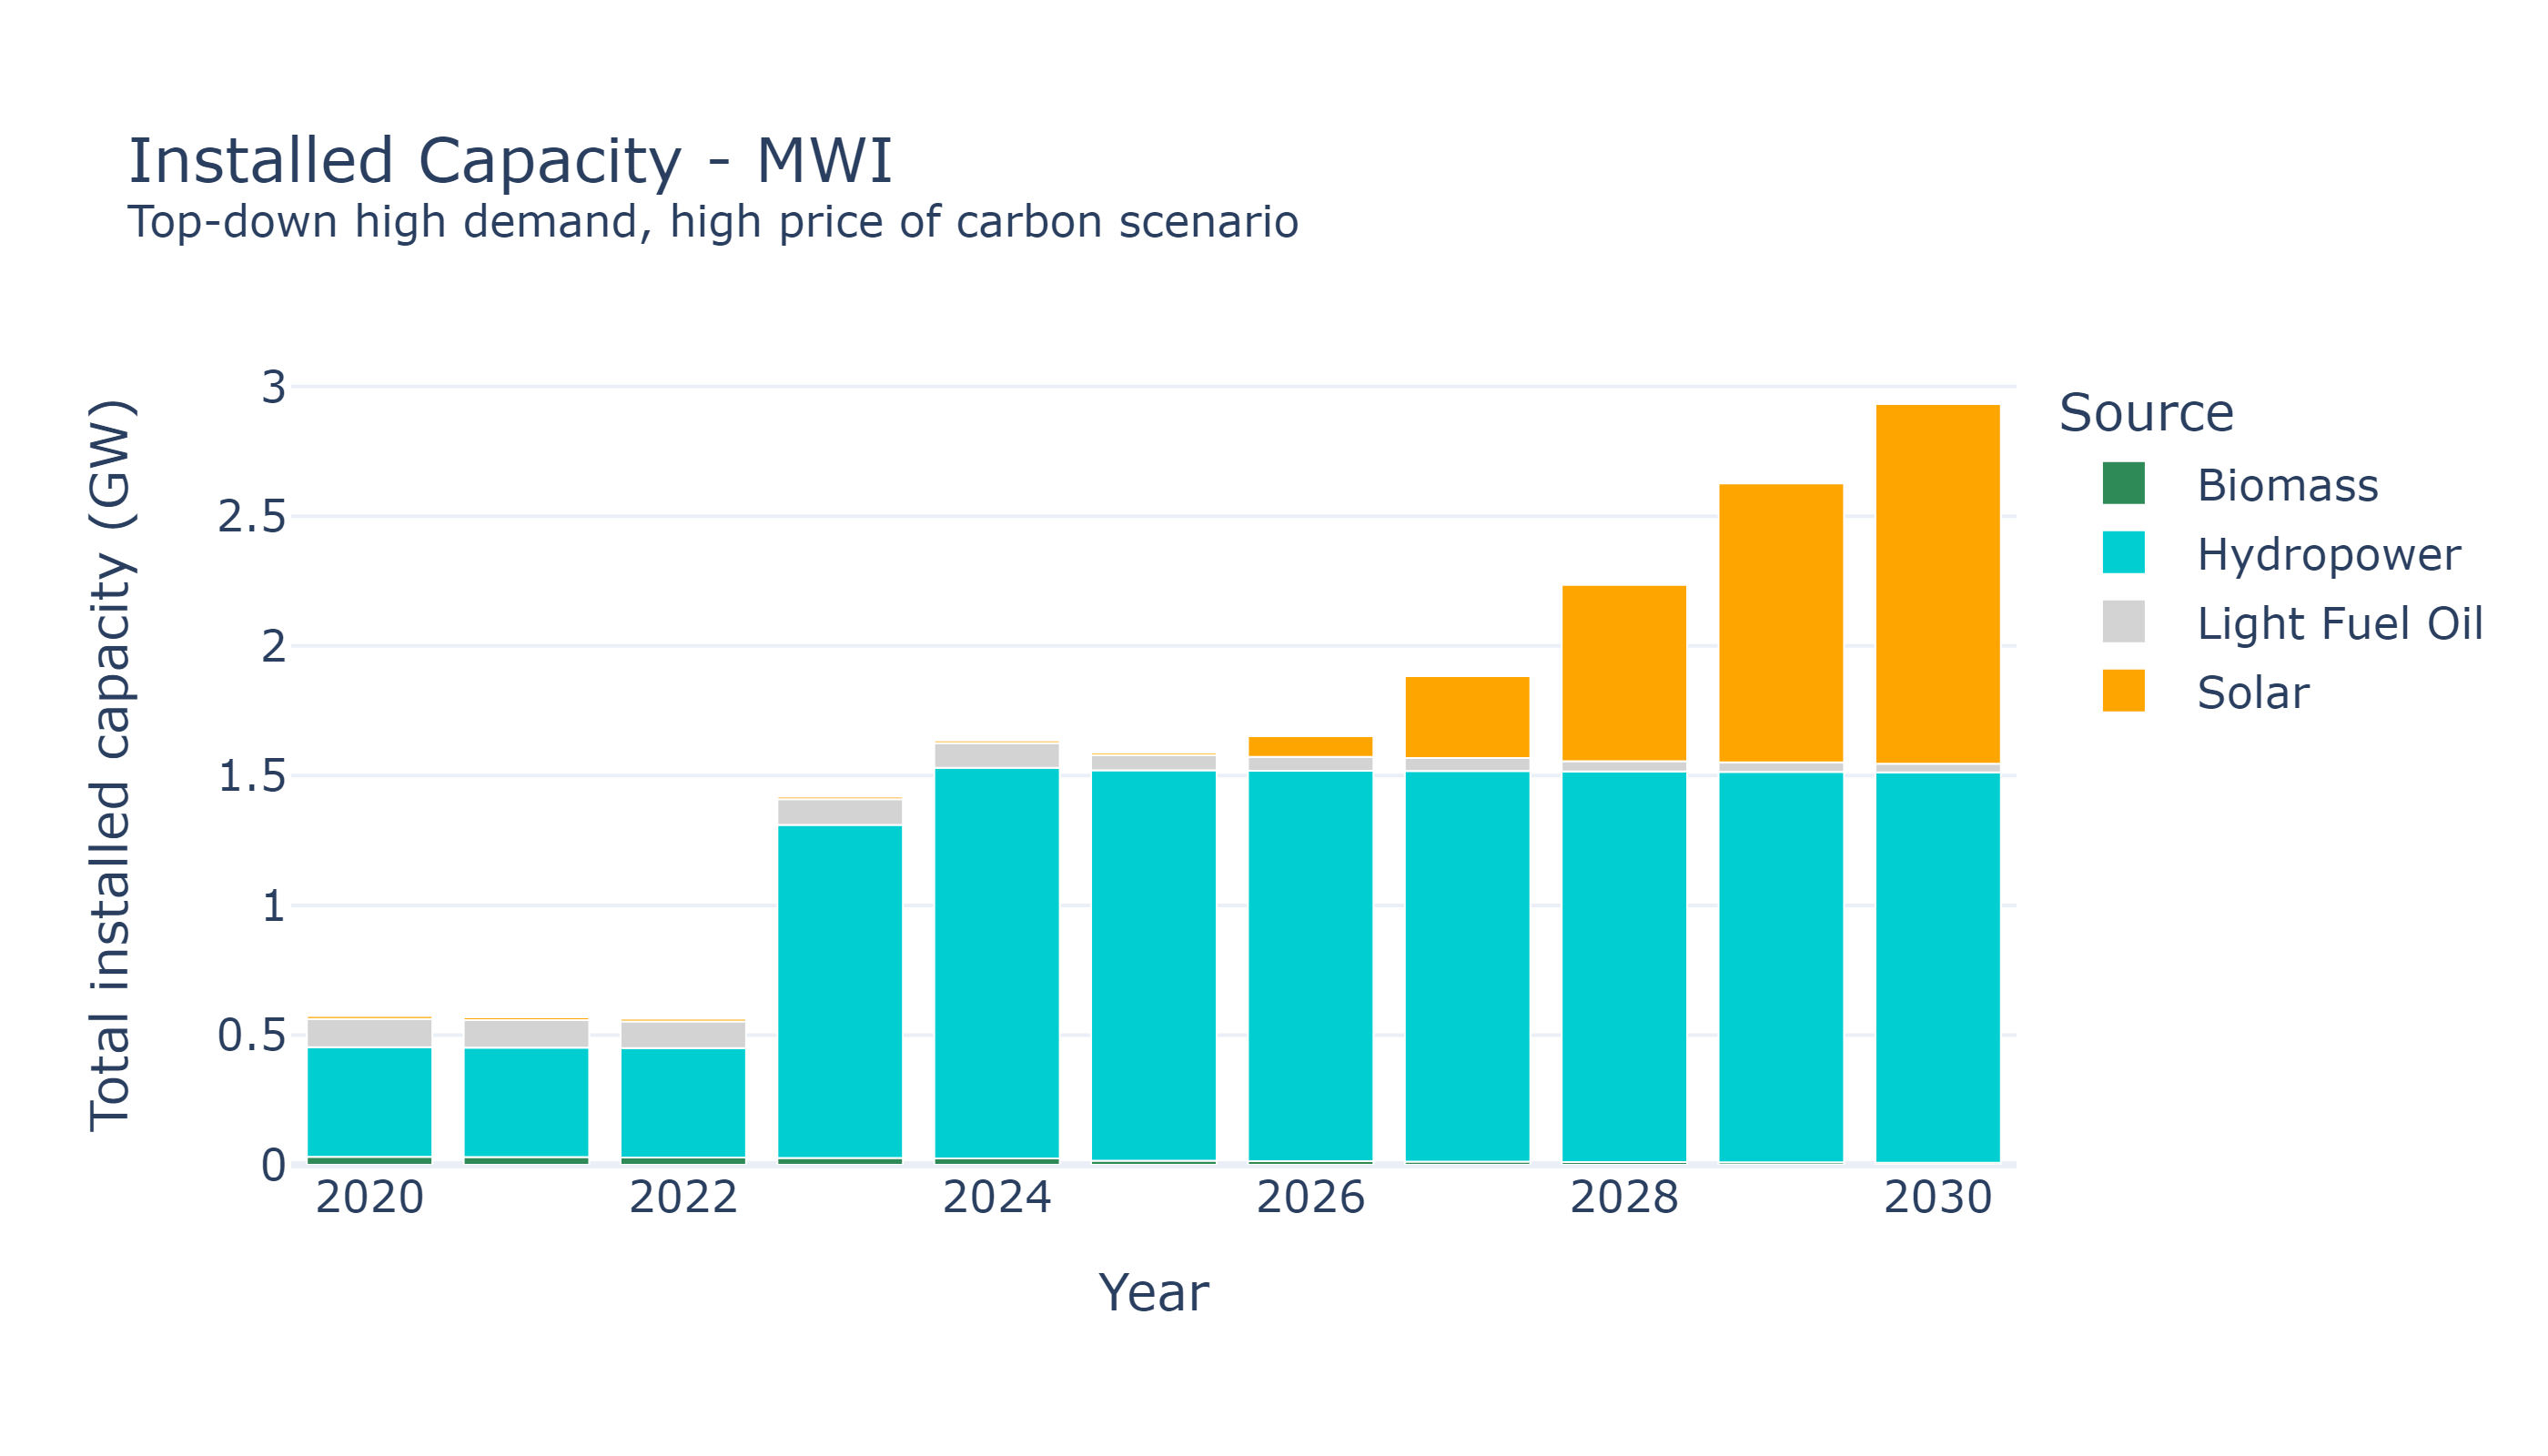 Installed Capacity - MWI
Top-down high demand, high price of carbon scenario
Total installed capacity (GW)
3
2.5
2
1.5
1
0.5
0
2020 2022 2024 2026 2028 2030
Year
Source
Biomass
Hydropower
Light Fuel Oil
Solar